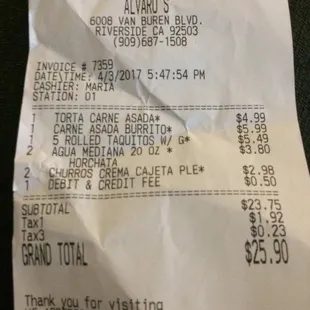 ALVARO'S
6008 VAN BUREN BLVD.
RIVERSIDE CA 92503
(909)687-1508
INVOICE # 7359
DATE/TIME: 4/3/2017 5:47:54 PM
CASHIER: MARIA
STATION: 01
1 TORTA CARNE ASADA* $4.99
1 CARNE ASADA BURRITO* $5.99
1 5 ROLLED TAQUITOS W/ G* $5.49
2 AGUA MEDIANA 20 OZ * $3.80
HORCHATA
2 CHURROS CREMA CAJETA PLE* $2.98
1 DEBIT & CREDIT FEE $0.50
SUBTOTAL $23.75
Tax1 $1.92
Tax3 $0.23
GRAND TOTAL $25.90
Thank you for visiting